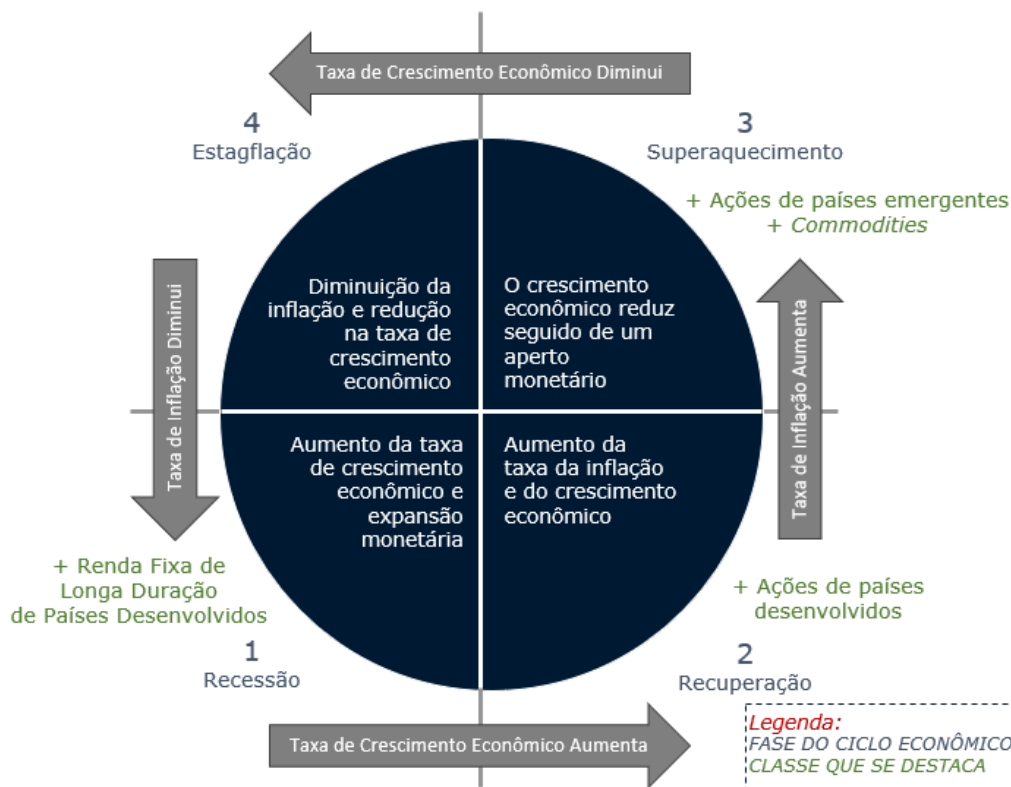 Taxa de Crescimento Econômico Diminui
4
Estagflação
3
Superaquecimento
+ Ações de países emergentes
+ Commodities
Taxa de Inflação Diminui
Diminuição da
inflação e redução
na taxa de
crescimento
econômico
O crescimento
econômico reduz
seguido de um
aperto
monetário
Taxa de Inflação Aumenta
Aumento da taxa
de crescimento
econômico e
expansão
monetária
Aumento da
taxa da inflação
e do crescimento
econômico
+ Renda Fixa de
Longa Duração
de Países Desenvolvidos
+ Ações de países
desenvolvidos
1
Recessão
2
Recuperação
Taxa de Crescimento Econômico Aumenta
Legenda:
FASE DO CICLO ECONÔMICO
CLASSE QUE SE DESTACA